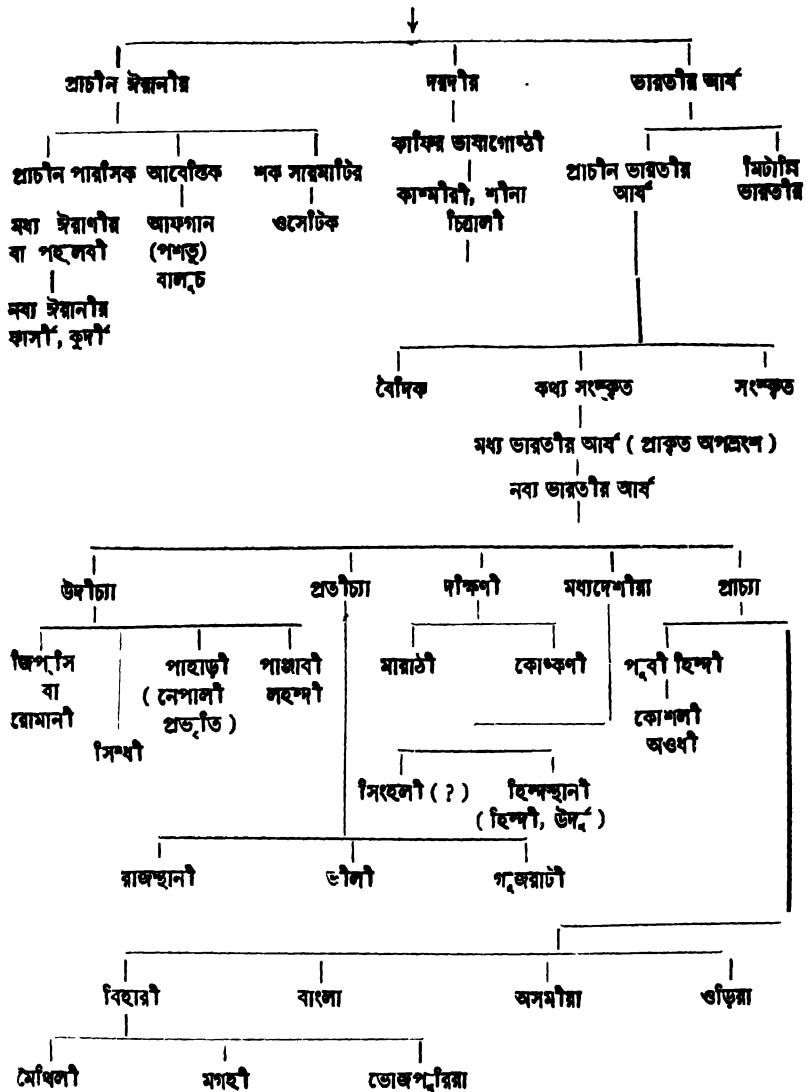 প্রাচীন ঈরানীয় দরদীয় ভারতীয় আর্য
কাফির ভাষাগোষ্ঠী
প্রাচীন পারসিক আবেস্তিক শক সারমাটিয় প্রাচীন ভারতীয় মিটান্নি
আর্য ভারতীয়
কাশ্মীরী, শীনা
চিত্রালী
মধ্য ঈরাণীয় আফগান ওসেটিক
বা পহ্‌লবী (পশতু)
বালুচ
নব্য ঈরানীয়
ফার্সী, কুর্দী
বৈদিক কথ্য সংস্কৃত সংস্কৃত
মধ্য ভারতীয় আর্য ( প্রাকৃত অপভ্রংশ )
নব্য ভারতীয় আর্য
উদীচ্যা প্রতীচ্যা দক্ষিণী মধ্যদেশীয়া প্রাচ্যা
জিপ্‌সি পাহাড়ী পাঞ্জাবী মারাঠী কোঙ্কণী পূবী হিন্দী
বা ( নেপালী লহন্দী
রোমানী প্রভৃতি )
কোশলী
অওধী
সিন্ধী
সিংহলী ( ? ) হিন্দস্থানী
( হিন্দী, উর্দু )
রাজস্থানী ভীলী গুজরাটী
বিহারী বাংলা অসমীয়া ওড়িয়া
মৈথিলী মগহী ভোজপুরিয়া